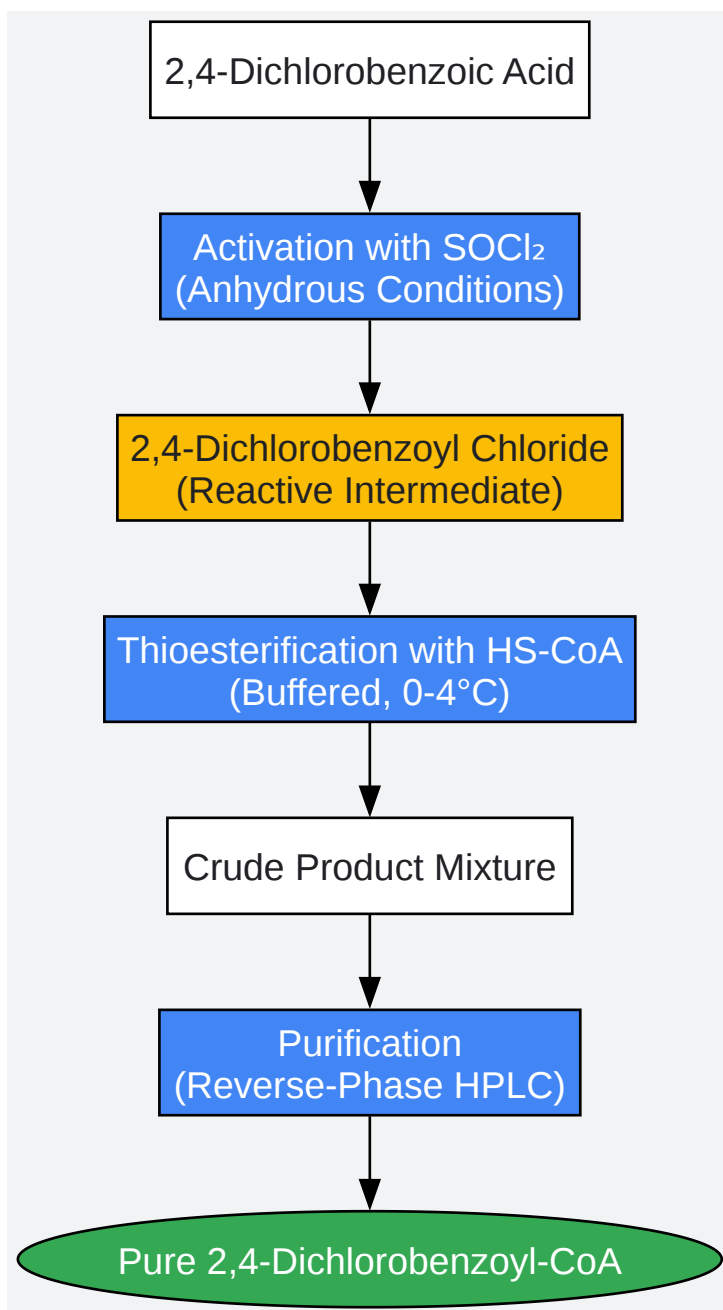 2,4-Dichlorobenzoic Acid
Activation with SOCl₂
(Anhydrous Conditions)
2,4-Dichlorobenzoyl Chloride
(Reactive Intermediate)
Thioesterification with HS-CoA
(Buffered, 0-4°C)
Crude Product Mixture
Purification
(Reverse-Phase HPLC)
Pure 2,4-Dichlorobenzoyl-CoA